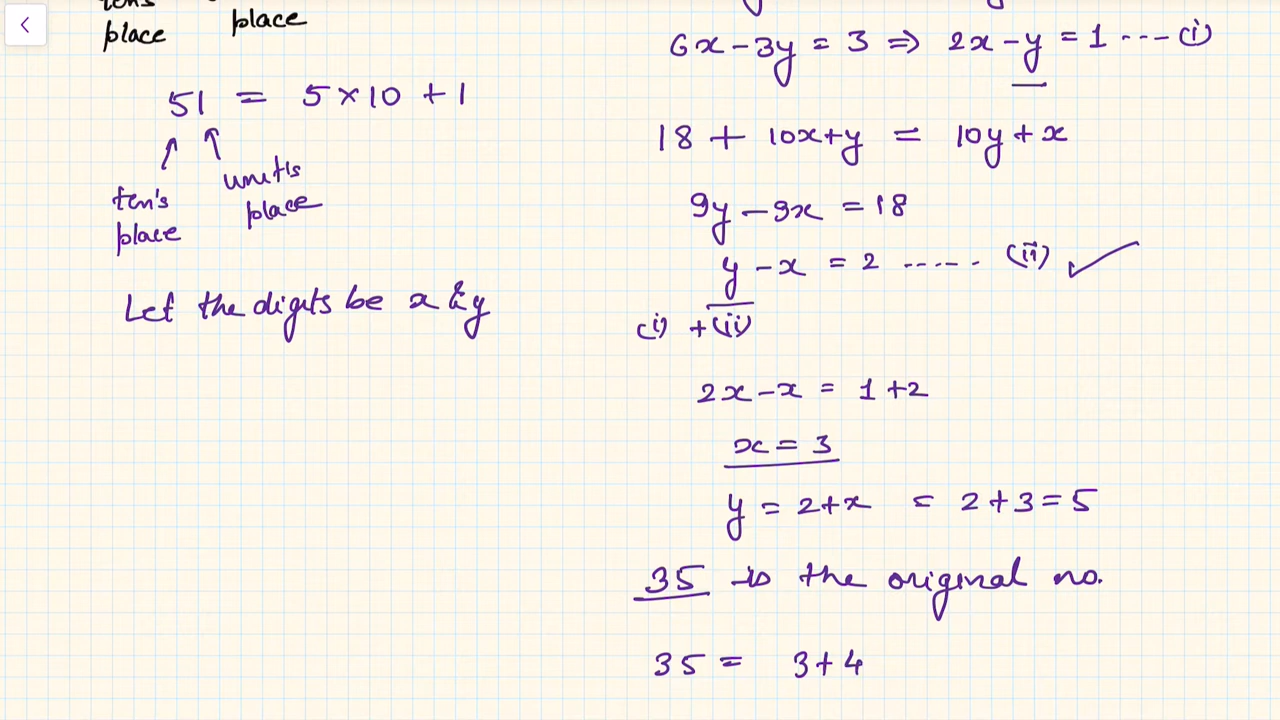 ten's
place
place
51 = 5×10 + 1
ten's
place
unit's
place
Let the digits be x & y
6x - 3y = 3 ⇒ 2x - y = 1 --- (i)
18 + 10x+y = 10y + x
9y - 9x = 18
y - x = 2 ----- (ii) ✓
(i) + (ii)
2x - x = 1 + 2
x = 3
y = 2+x = 2+3 = 5
35 is the original no.
35 = 3+4